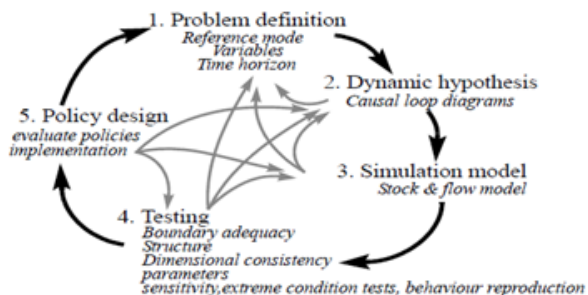 1. Problem definition
Reference mode
Variables
Time horizon
2. Dynamic hypothesis
Causal loop diagrams
3. Simulation model
Stock & flow model
4. Testing
Boundary adequacy
Structure
Dimensional consistency
parameters
sensitivity,extreme condition tests, behaviour reproduction
5. Policy design
evaluate policies
implementation